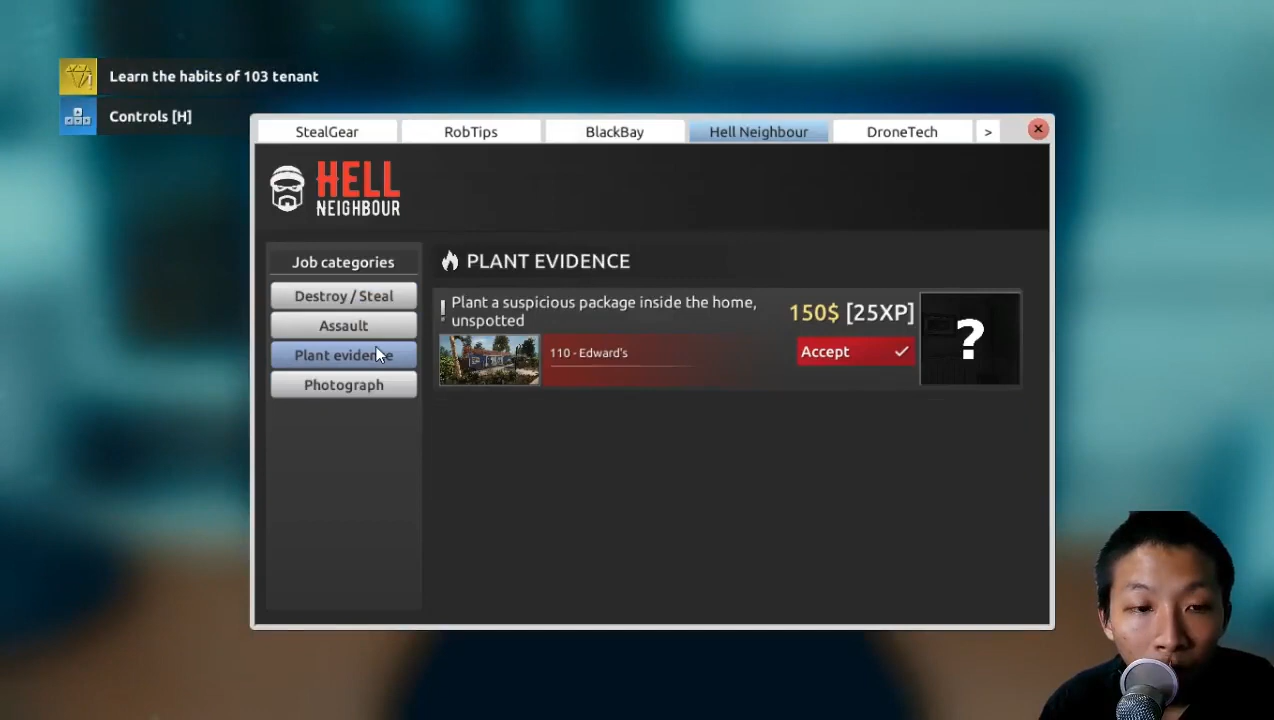 Learn the habits of 103 tenant
Controls [H]
StealGear
RobTips
BlackBay
Hell Neighbour
DroneTech
>
HELL
NEIGHBOUR
Job categories
Destroy / Steal
Assault
Plant evidence
Photograph
PLANT EVIDENCE
Plant a suspicious package inside the home,
unspotted
150$ [25XP]
110 - Edward's
Accept
?